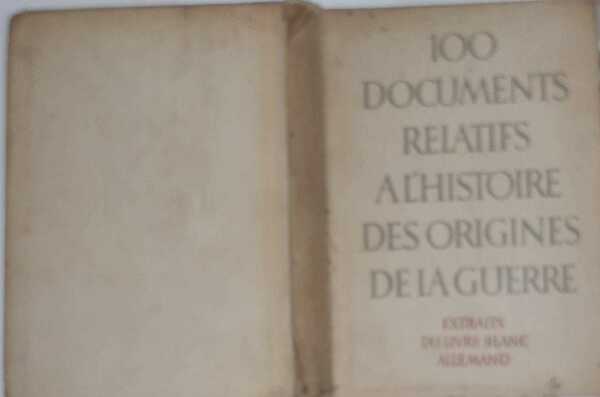 100
DOCUMENTS
RELATIFS
A L'HISTOIRE
DES ORIGINES
DE LA GUERRE
EXTRAITS
DU LIVRE BLANC
ALLEMAND